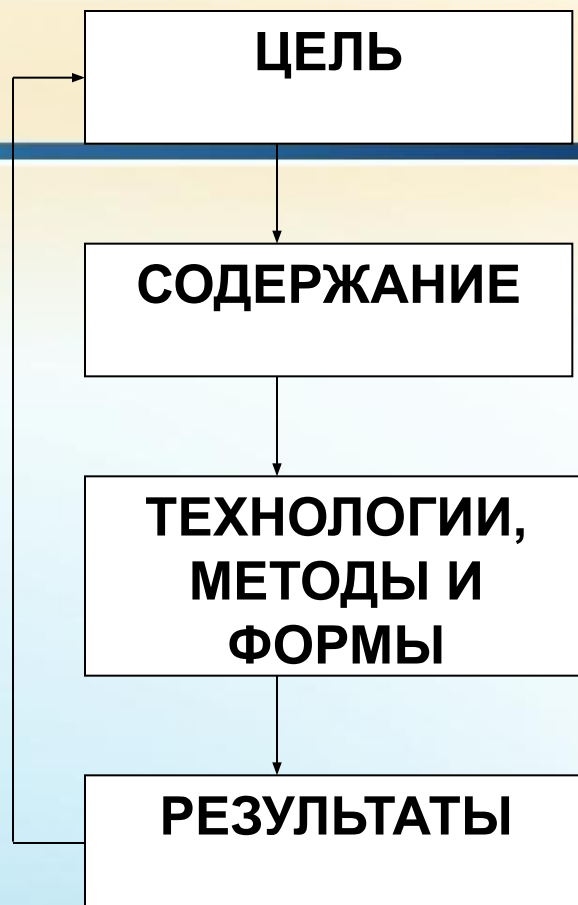 ЦЕЛЬ
СОДЕРЖАНИЕ
ТЕХНОЛОГИИ,
МЕТОДЫ И
ФОРМЫ
РЕЗУЛЬТАТЫ